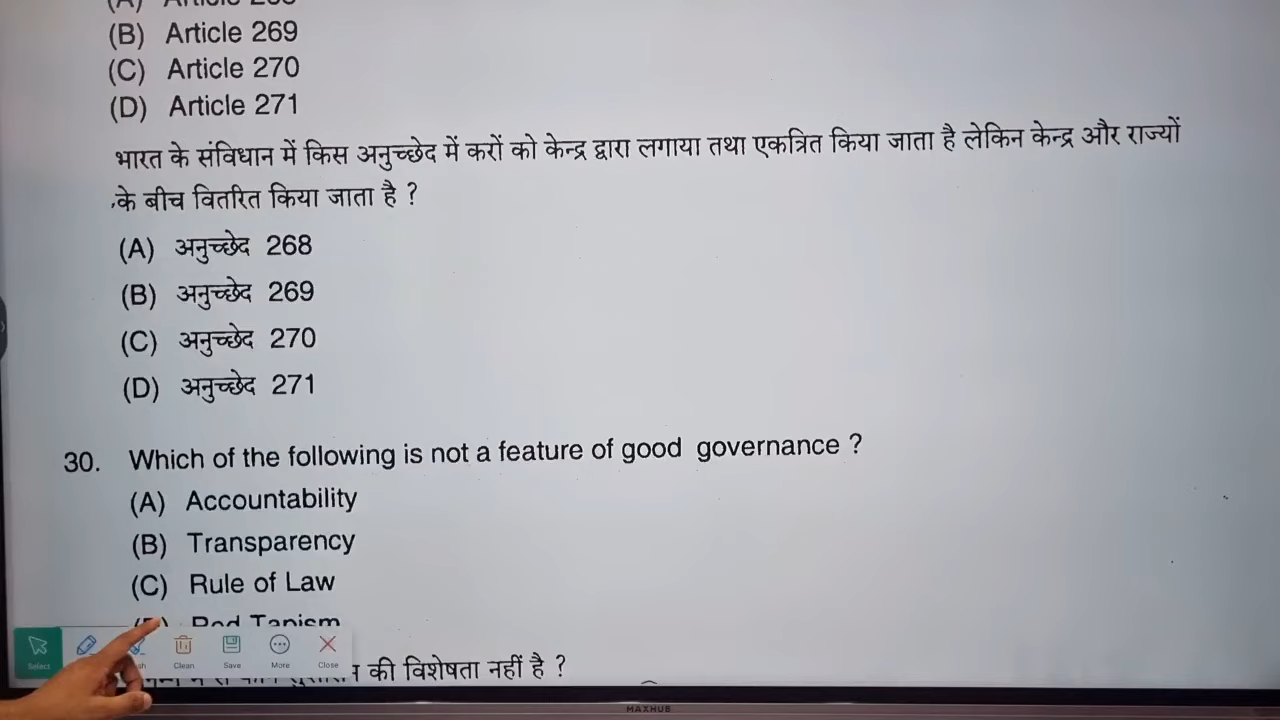 (B) Article 269
(C) Article 270
(D) Article 271
भारत के संविधान में किस अनुच्छेद में करों को केन्द्र द्वारा लगाया तथा एकत्रित किया जाता है लेकिन केन्द्र और राज्यों
के बीच वितरित किया जाता है ?
(A) अनुच्छेद 268
(B) अनुच्छेद 269
(C) अनुच्छेद 270
(D) अनुच्छेद 271
30. Which of the following is not a feature of good governance ?
(A) Accountability
(B) Transparency
(C) Rule of Law
Red Tapism
Select Clean Save More Close
की विशेषता नहीं है ?
MAXHUB